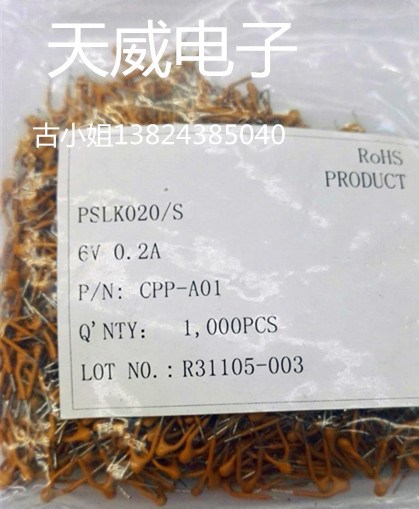 天威电子
古小姐13824385040
RoHS
PRODUCT
PSLK020/S
6V 0.2A
P/N: CPP-A01
Q'NTY: 1,000PCS
LOT NO.: R31105-003